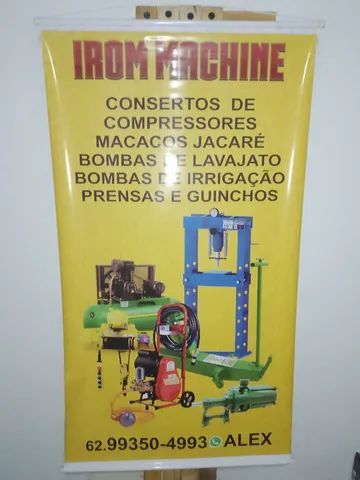 IROM MACHINE
CONSERTOS DE
COMPRESSORES
MACACOS JACARÉ
BOMBAS DE LAVAJATO
BOMBAS DE IRRIGAÇÃO
PRENSAS E GUINCHOS
62.99350-4993 ALEX